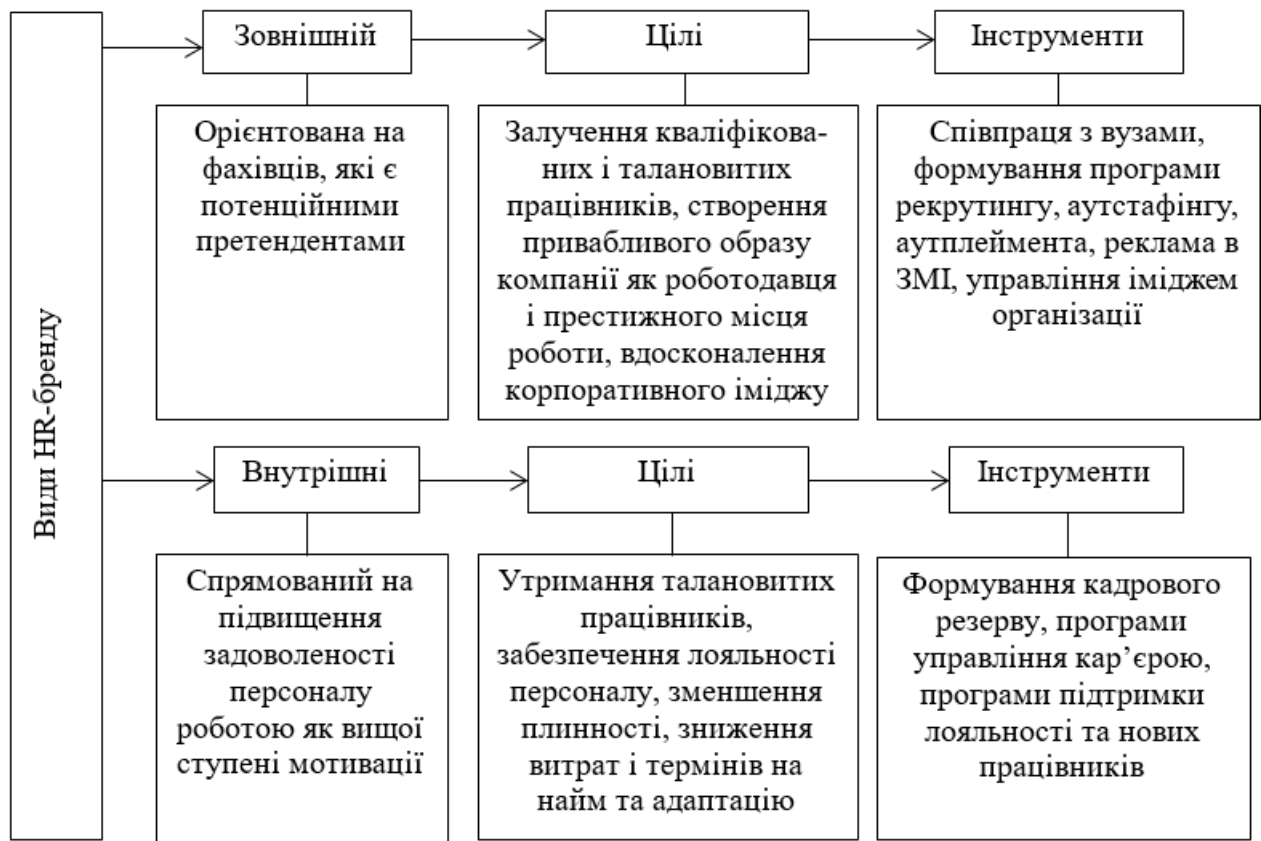 Види HR-бренду
Зовнішній
Цілі
Інструменти
Орієнтована на
фахівців, які є
потенційними
претендентами
Залучення кваліфікова-
них і талановитих
працівників, створення
привабливого образу
компанії як роботодавця
і престижного місця
роботи, вдосконалення
корпоративного іміджу
Співпраця з вузами,
формування програми
рекрутингу, аутстафінгу,
аутплеймента, реклама в
ЗМІ, управління іміджем
організації
Внутрішні
Цілі
Інструменти
Спрямований на
підвищення
задоволеності
персоналу
роботою як вищої
ступені мотивації
Утримання талановитих
працівників,
забезпечення лояльності
персоналу, зменшення
плинності, зниження
витрат і термінів на
найм та адаптацію
Формування кадрового
резерву, програми
управління кар’єрою,
програми підтримки
лояльності та нових
працівників